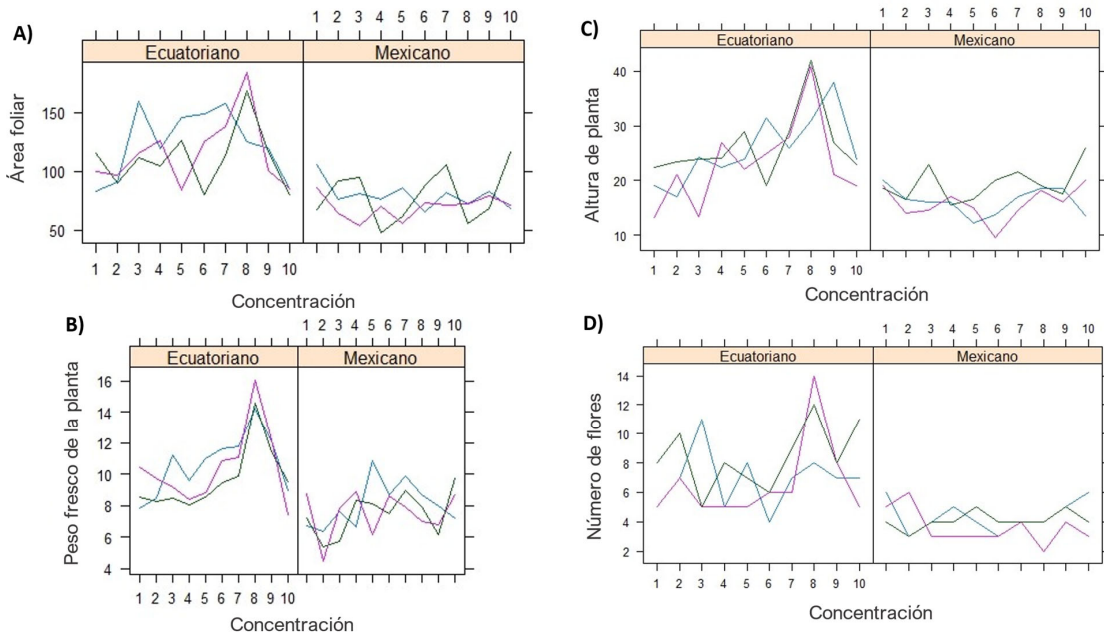 A)
1 2 3 4 5 6 7 8 9 10
Ecuatoriano Mexicano
Área foliar
150
100
50
1 2 3 4 5 6 7 8 9 10
Concentración
C)
1 2 3 4 5 6 7 8 9 10
Ecuatoriano Mexicano
Altura de planta
40
30
20
10
1 2 3 4 5 6 7 8 9 10
Concentración
B)
1 2 3 4 5 6 7 8 9 10
Ecuatoriano Mexicano
Peso fresco de la planta
16
14
12
10
8
6
4
1 2 3 4 5 6 7 8 9 10
Concentración
D)
1 2 3 4 5 6 7 8 9 10
Ecuatoriano Mexicano
Número de flores
14
12
10
8
6
4
2
1 2 3 4 5 6 7 8 9 10
Concentración